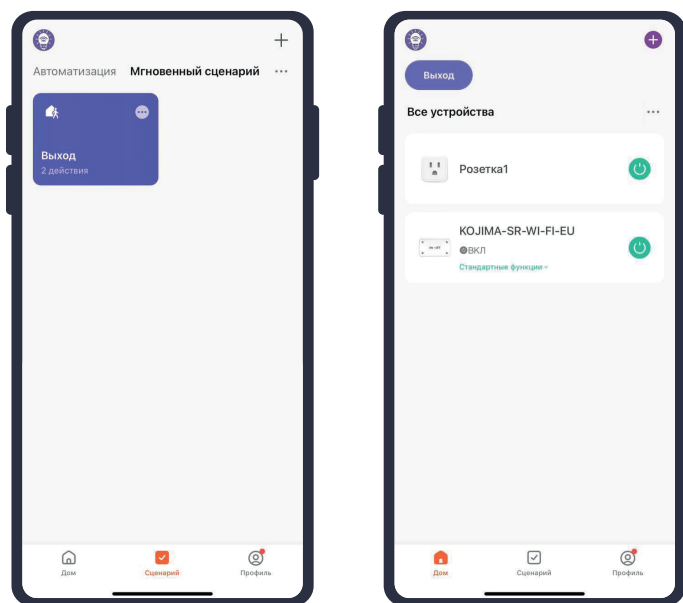 Автоматизация Мгновенный сценарий ...
Выход
2 действия
Дом Сценарий Профиль
Выход
Все устройства ...
Розетка1
KOJIMA-SR-WI-FI-EU
ВКЛ
Стандартные функции
Дом Сценарий Профиль